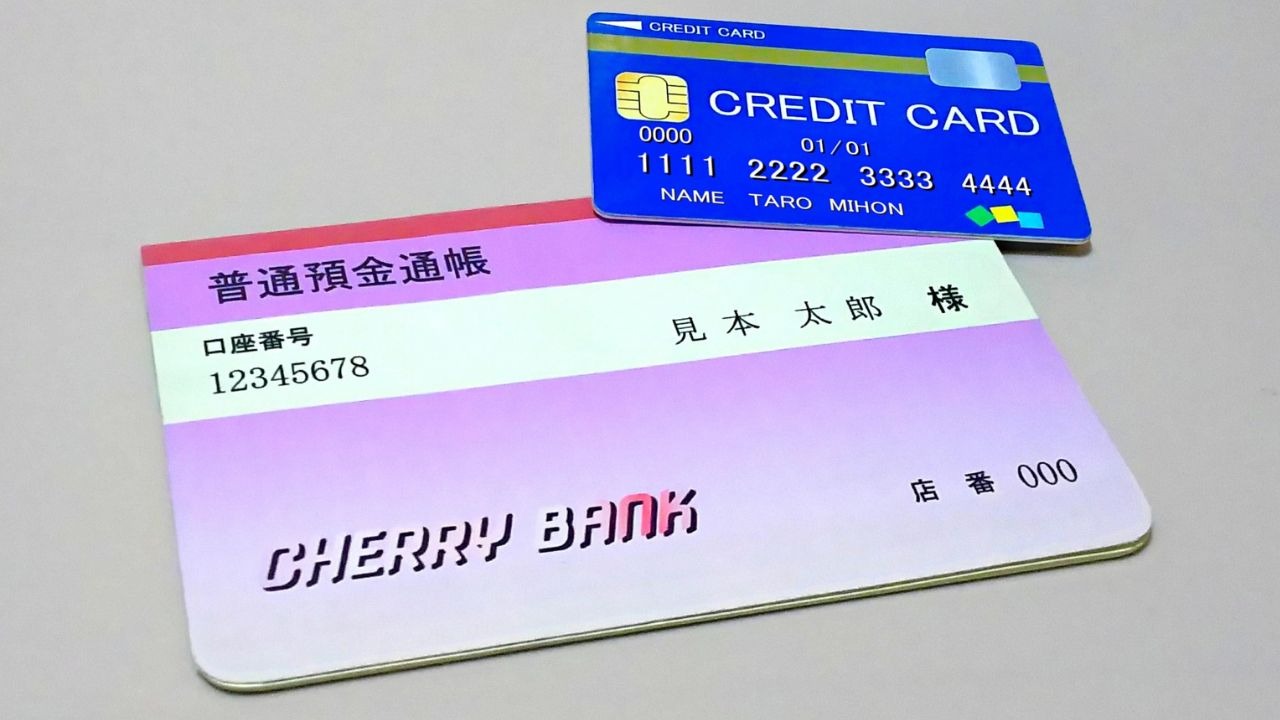 CREDIT CARD
CREDIT CARD
0000
01/01
1111 2222 3333 4444
NAME TARO MIHON
普通預金通帳
口座番号
12345678
見本 太郎 様
店番 000
CHERRY BANK